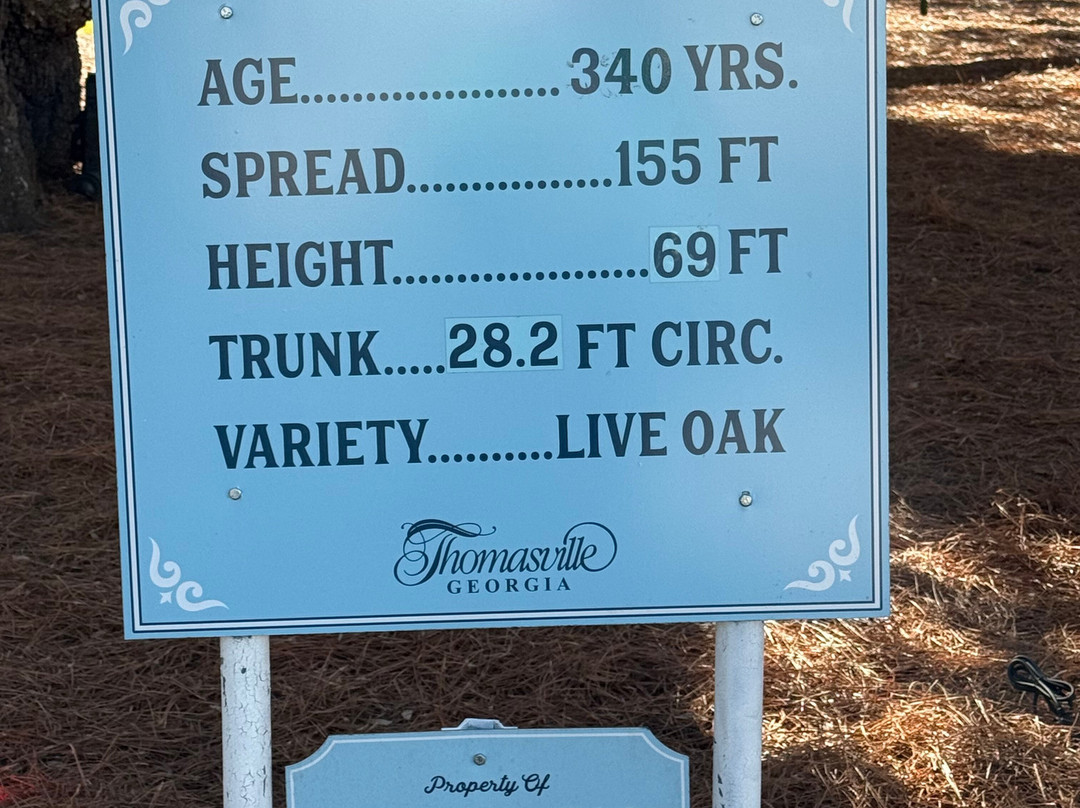 AGE...................340 YRS.
SPREAD................155 FT
HEIGHT....................69 FT
TRUNK.....28.2 FT CIRC.
VARIETY..........LIVE OAK
Thomasville
GEORGIA
Property Of